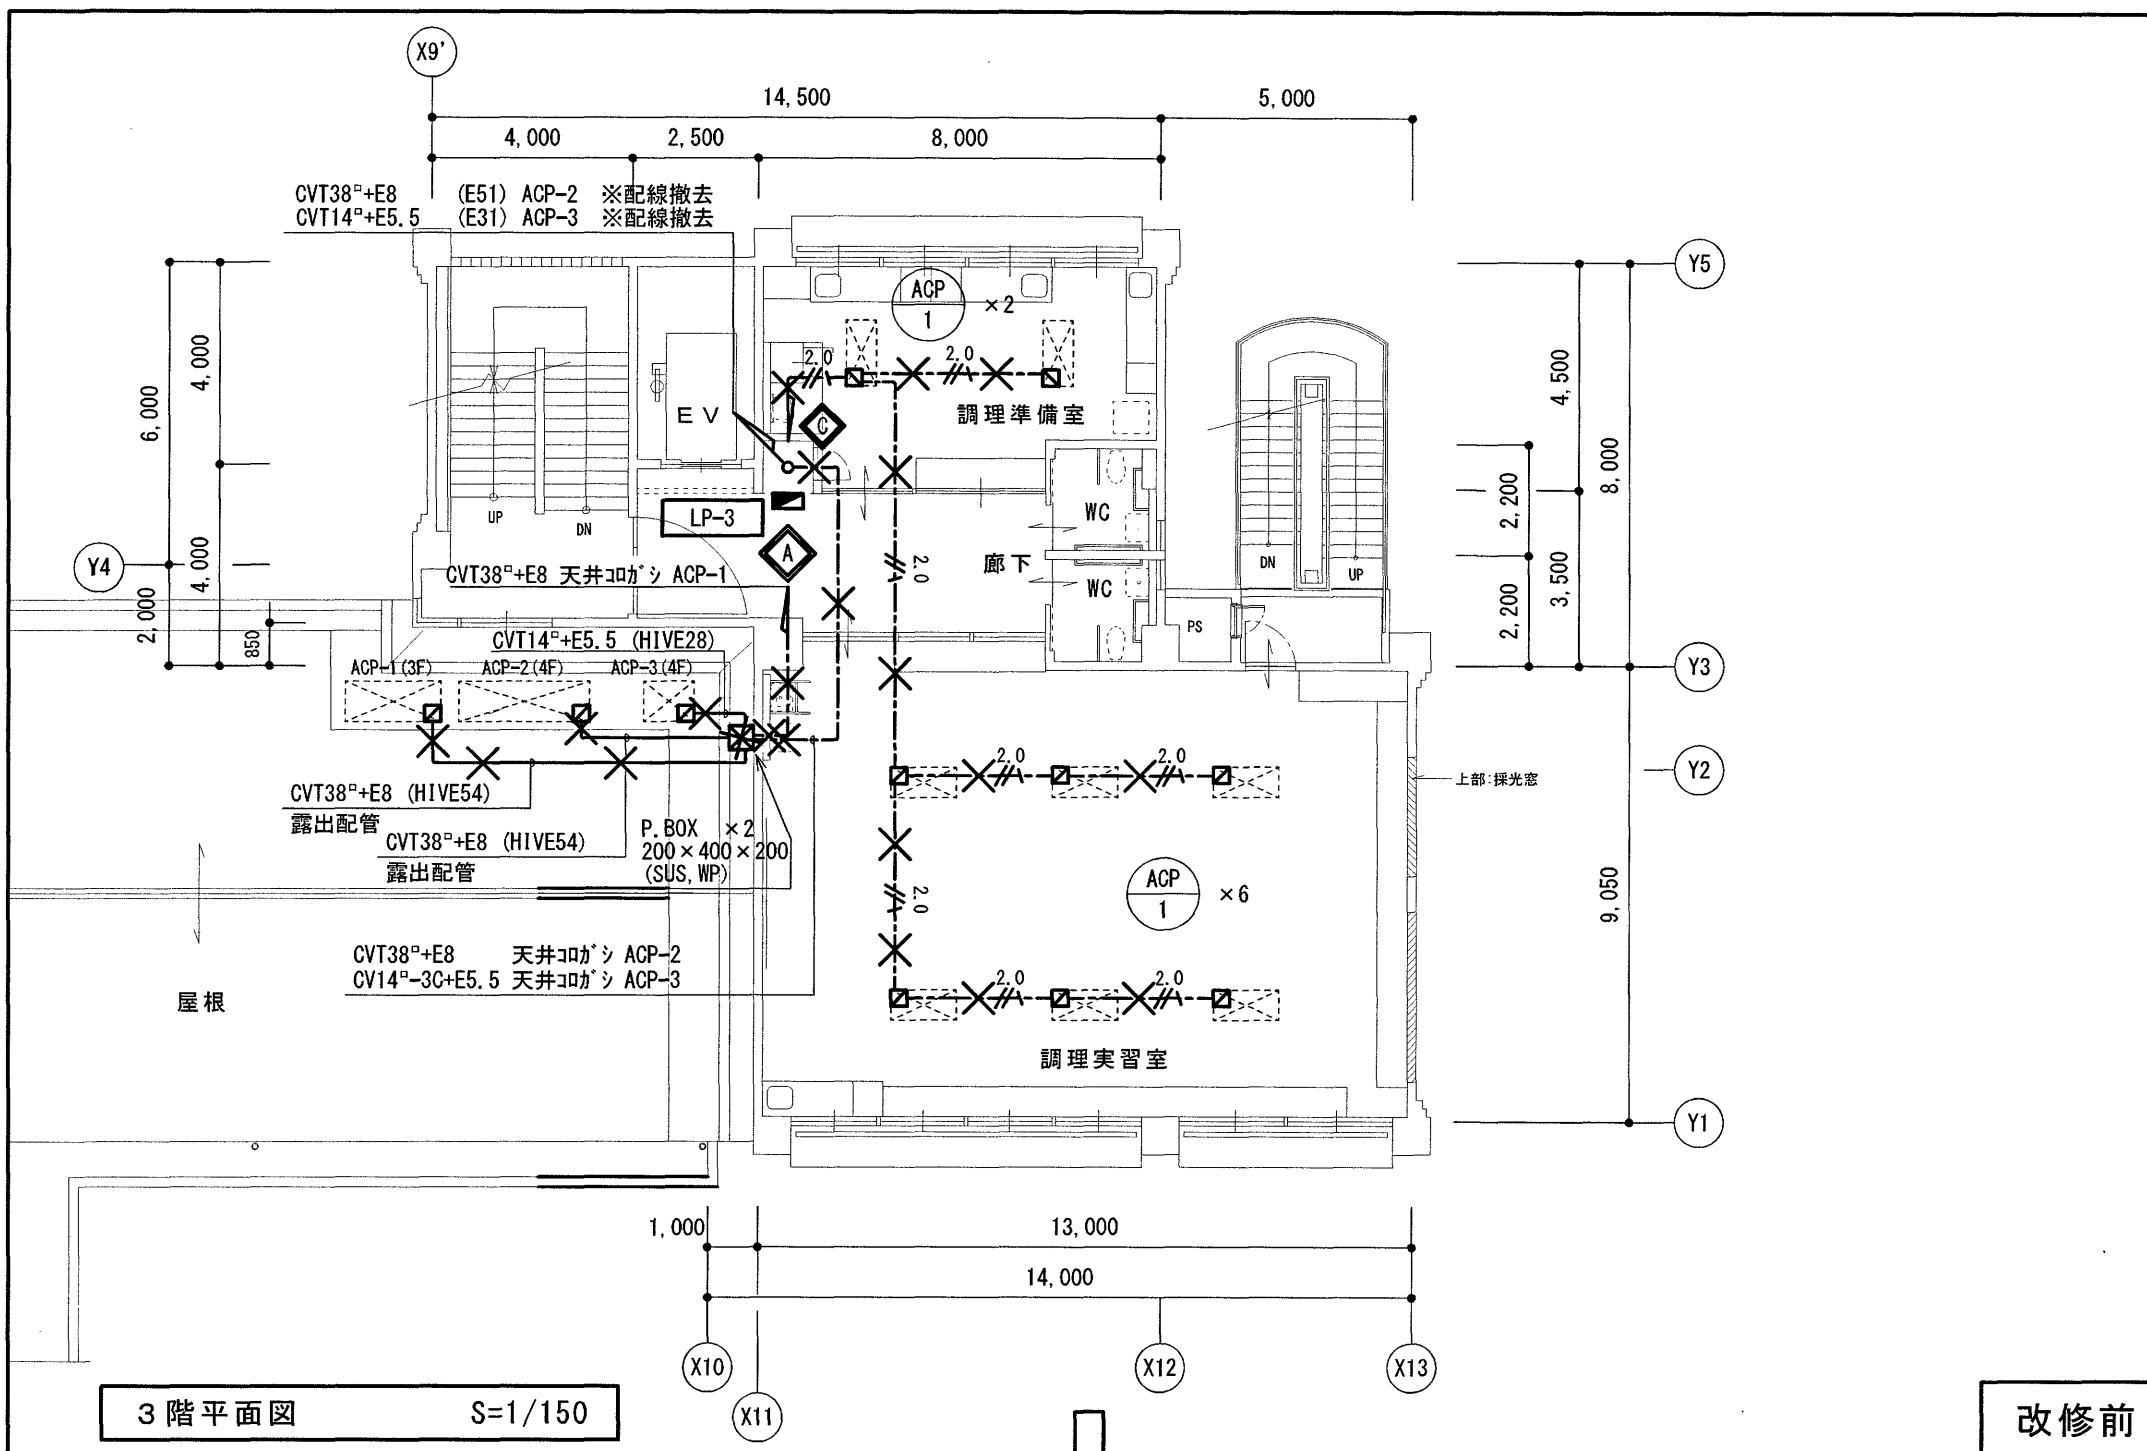 X9'
14,500
5,000
4,000
2,500
8,000
CVT38□+E8 (E51) ACP-2 ※配線撤去
CVT14□+E5.5 (E31) ACP-3 ※配線撤去
Y5
ACP
1
×2
2.0
2.0
4,000
6,000
4,500
8,000
調理準備室
EV
C
2,200
WC
LP-3
UP
DN
A
廊下
2.0
DN
UP
Y4
CVT38□+E8 天井コロガシ ACP-1
WC
4,000
2,000
3,500
2,200
850
CVT14□+E5.5 (HIVE28)
PS
ACP-1(3F)
ACP-2(4F)
ACP-3(4F)
Y3
2.0
2.0
Y2
上部:採光窓
CVT38□+E8 (HIVE54)
露出配管
P.BOX ×2
200×400×200
(SUS,WP)
CVT38□+E8 (HIVE54)
露出配管
ACP
1
×6
2.0
9,050
CVT38□+E8 天井コロガシ ACP-2
CV14□-3C+E5.5 天井コロガシ ACP-3
2.0
2.0
屋根
調理実習室
Y1
1,000
13,000
14,000
X10
X12
X13
X11
3階平面図 S=1/150
改修前